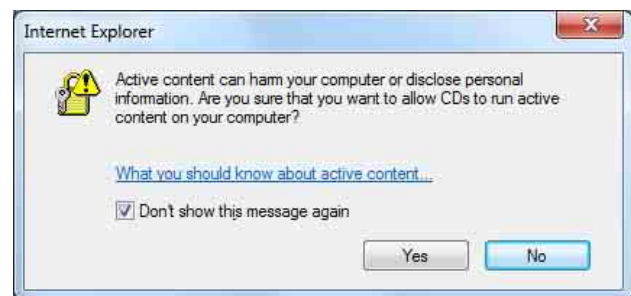 Internet Explorer
Active content can harm your computer or disclose personal
information. Are you sure that you want to allow CDs to run active
content on your computer?
What you should know about active content...
Don't show this message again
Yes No